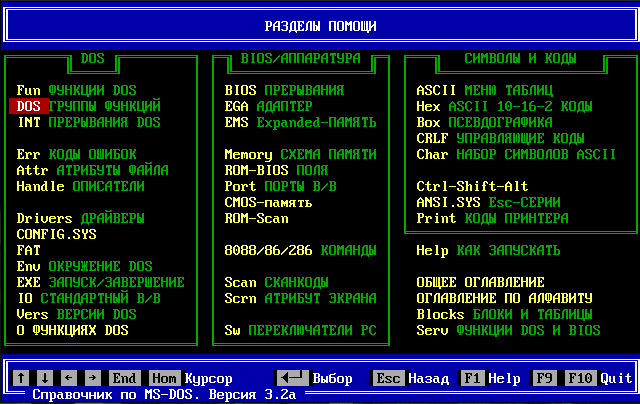 РАЗДЕЛЫ ПОМОЩИ
DOS
Fun ФУНКЦИИ DOS
DOS ГРУППЫ ФУНКЦИЙ
INT ПРЕРЫВАНИЯ DOS
Err КОДЫ ОШИБОК
Attr АТРИБУТЫ ФАЙЛА
Handle ОПИСАТЕЛИ
Drivers ДРАЙВЕРЫ
CONFIG.SYS
FAT
Env ОКРУЖЕНИЕ DOS
EXE ЗАПУСК/ЗАВЕРШЕНИЕ
IO СТАНДАРТНЫЙ В/В
Vers ВЕРСИИ DOS
О ФУНКЦИЯХ DOS
BIOS/АППАРАТУРА
BIOS ПРЕРЫВАНИЯ
EGA АДАПТЕР
EMS Expanded-ПАМЯТЬ
Memory СХЕМА ПАМЯТИ
ROM-BIOS ПОЛЯ
Port ПОРТЫ В/В
CMOS-память
ROM-Scan
8088/86/286 КОМАНДЫ
Scan СКАНКОДЫ
Scrn АТРИБУТ ЭКРАНА
Sw ПЕРЕКЛЮЧАТЕЛИ PC
СИМВОЛЫ И КОДЫ
ASCII МЕНЮ ТАБЛИЦ
Hex ASCII 10-16-2 КОДЫ
Box ПСЕВДОГРАФИКА
CRLF УПРАВЛЯЮЩИЕ КОДЫ
Char НАБОР СИМВОЛОВ ASCII
Ctrl-Shift-Alt
ANSI.SYS Esc-СЕРИИ
Print КОДЫ ПРИНТЕРА
Help КАК ЗАПУСКАТЬ
ОБЩЕЕ ОГЛАВЛЕНИЕ
ОГЛАВЛЕНИЕ ПО АЛФАВИТУ
Blocks БЛОКИ И ТАБЛИЦЫ
Serv ФУНКЦИИ DOS И BIOS
↑ ↓ ← → End Hom Курсор ◄─┘ Выбор Esc Назад F1 Help F9 F10 Quit
Справочник по MS-DOS. Версия 3.2a